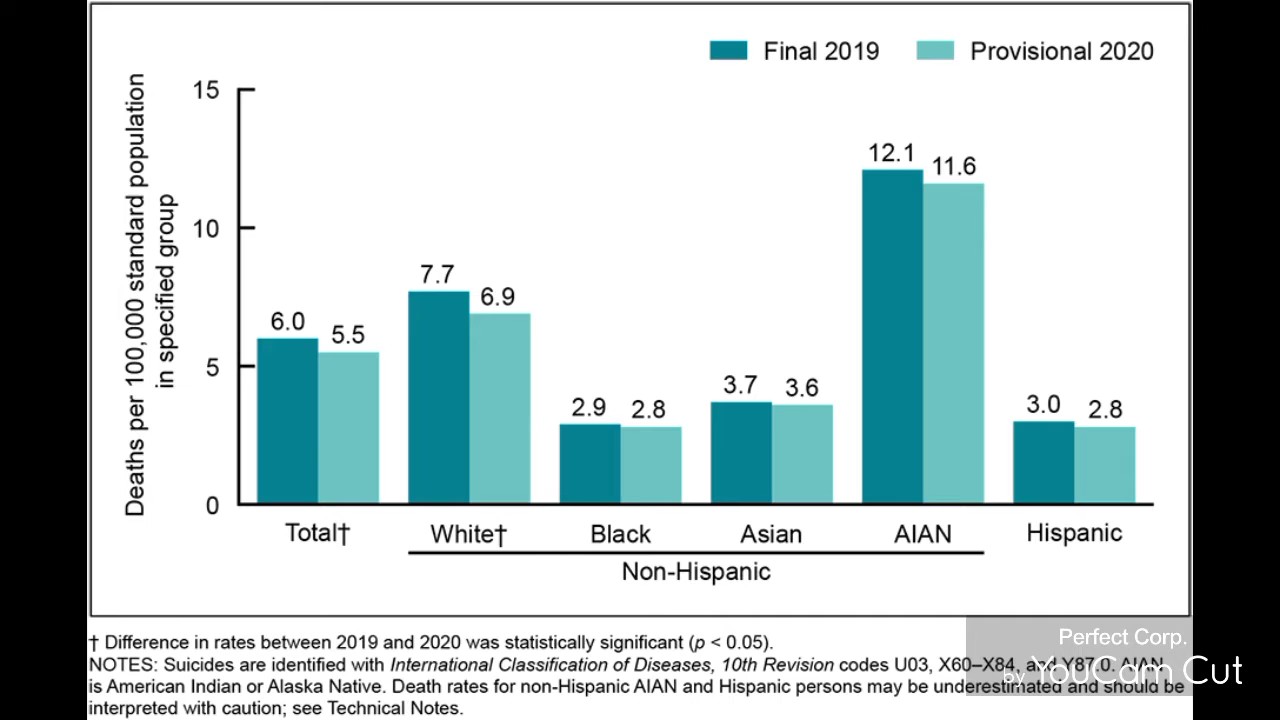 Final 2019
Provisional 2020
Deaths per 100,000 standard population
in specified group
15
10
5
0
6.0
5.5
7.7
6.9
2.9
2.8
3.7
3.6
12.1
11.6
3.0
2.8
Total†
White†
Black
Asian
AIAN
Hispanic
Non-Hispanic
† Difference in rates between 2019 and 2020 was statistically significant (p < 0.05).
NOTES: Suicides are identified with International Classification of Diseases, 10th Revision codes U03, X60–X84, and Y87.0. AIAN
is American Indian or Alaska Native. Death rates for non-Hispanic AIAN and Hispanic persons may be underestimated and should be
interpreted with caution; see Technical Notes.
Perfect Corp.
by YouCam Cut